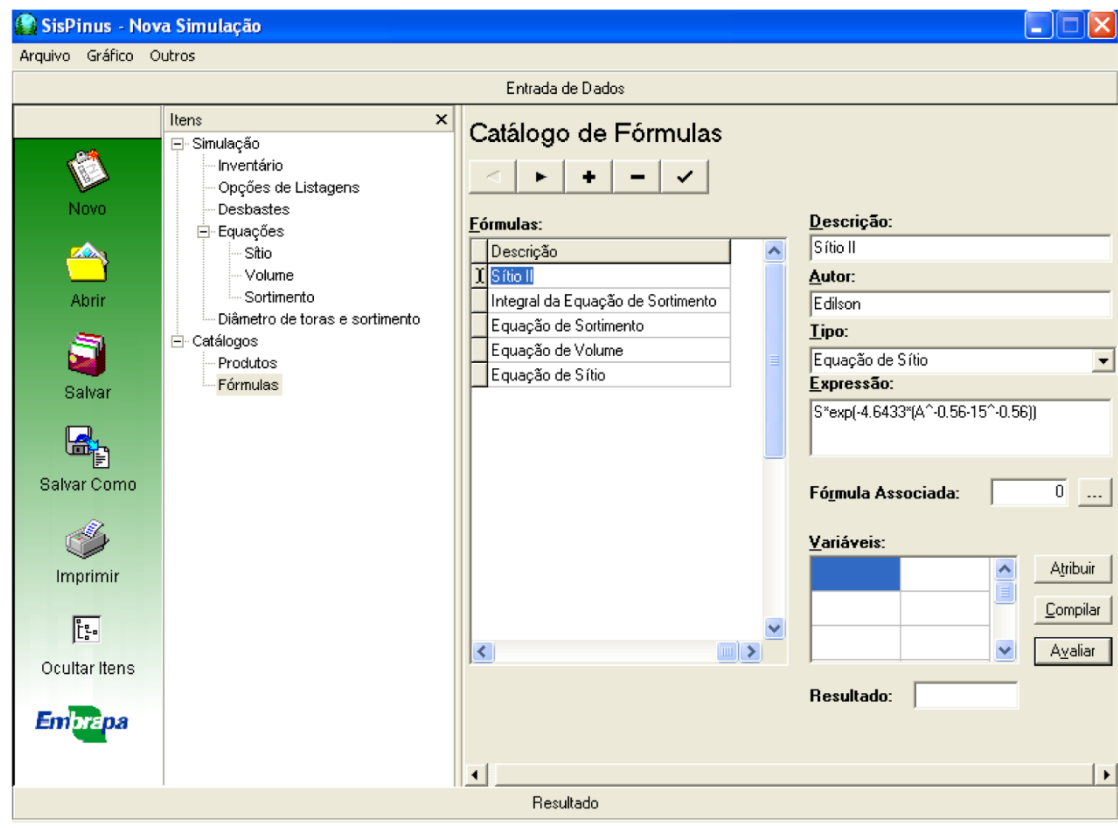 SisPinus - Nova Simulação
Arquivo Gráfico Outros
Entrada de Dados
Novo
Abrir
Salvar
Salvar Como
Imprimir
Ocultar Itens
Embrapa
Itens
Simulação
Inventário
Opções de Listagens
Desbastes
Equações
Sítio
Volume
Sortimento
Diâmetro de toras e sortimento
Catálogos
Produtos
Fórmulas
Catálogo de Fórmulas
Fórmulas:
Descrição
Sítio II
Integral da Equação de Sortimento
Equação de Sortimento
Equação de Volume
Equação de Sítio
Descrição:
Sítio II
Autor:
Edilson
Tipo:
Equação de Sítio
Expressão:
S*exp(-4.6433*(A^-0.56-15^-0.56))
Fórmula Associada: 0 ...
Variáveis:
Atribuir
Compilar
Avaliar
Resultado:
Resultado